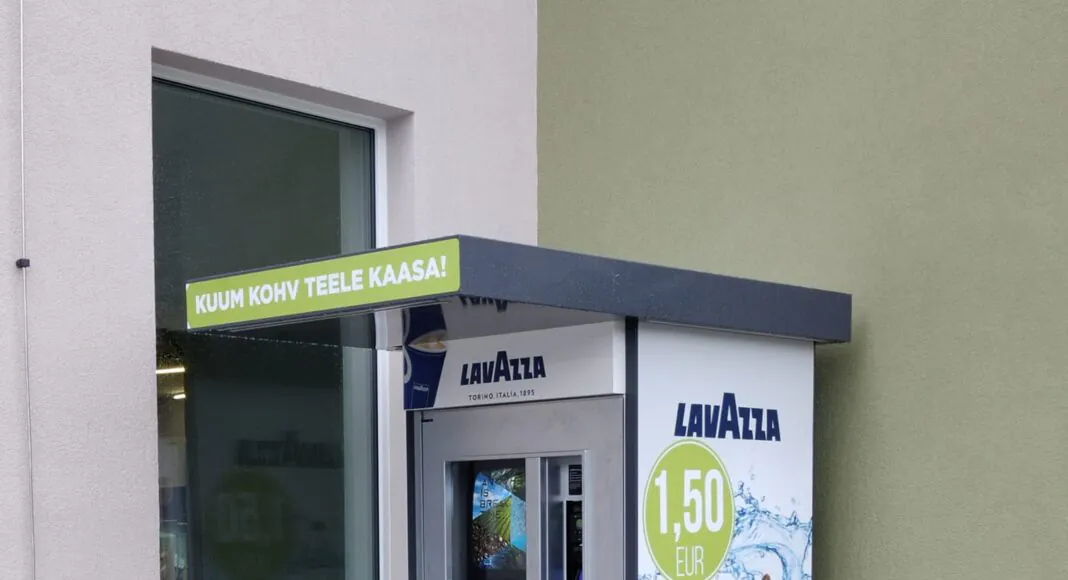 KUUM KOHV TEELE KAASA!
LAVAZZA
TORINO, ITALIA, 1895
LAVAZZA
1,50
EUR